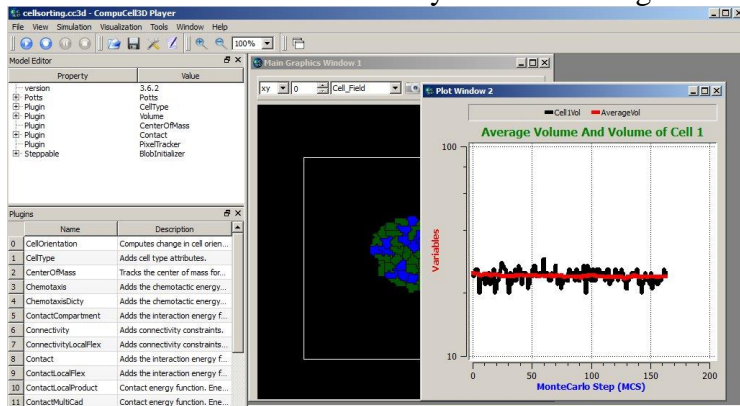 cellsorting.cc3d - CompuCell3D Player
File View Simulation Visualization Tools Window Help
100%
Model Editor
Property Value
version 3.6.2
Potts Potts
Plugin CellType
Plugin Volume
Plugin CenterOfMass
Plugin Contact
Plugin PixelTracker
Steppable BlobInitializer
Plugins
Name Description
0 CellOrientation Computes change in cell orien...
1 CellType Adds cell type attributes.
2 CenterOfMass Tracks the center of mass for...
3 Chemotaxis Adds the chemotactic energy...
4 ChemotaxisDicty Adds the chemotactic energy...
5 ContactCompartment Adds the interaction energy f...
6 Connectivity Adds connectivity constraints.
7 ConnectivityLocalFlex Adds connectivity constraints...
8 Contact Adds the interaction energy f...
9 ContactLocalFlex Adds the interaction energy f...
10 ContactLocalProduct Contact energy function. Ene...
11 ContactMultiCad Contact energy function. Ene...
Main Graphics Window 1
xy 0 Cell_Field
Plot Window 2
Cell1Vol AverageVol
Average Volume And Volume of Cell 1
100
Variables
10
0 50 100 150 200
MonteCarlo Step (MCS)